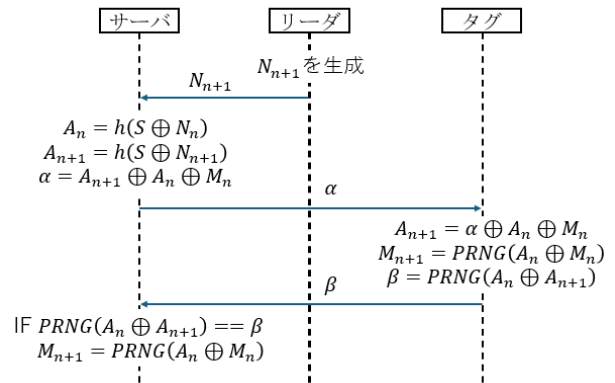 サーバ
リーダ
タグ
N_{n+1}を生成
N_{n+1}
A_n = h(S ⊕ N_n)
A_{n+1} = h(S ⊕ N_{n+1})
α = A_{n+1} ⊕ A_n ⊕ M_n
α
A_{n+1} = α ⊕ A_n ⊕ M_n
M_{n+1} = PRNG(A_n ⊕ M_n)
β = PRNG(A_n ⊕ A_{n+1})
β
IF PRNG(A_n ⊕ A_{n+1}) == β
M_{n+1} = PRNG(A_n ⊕ M_n)